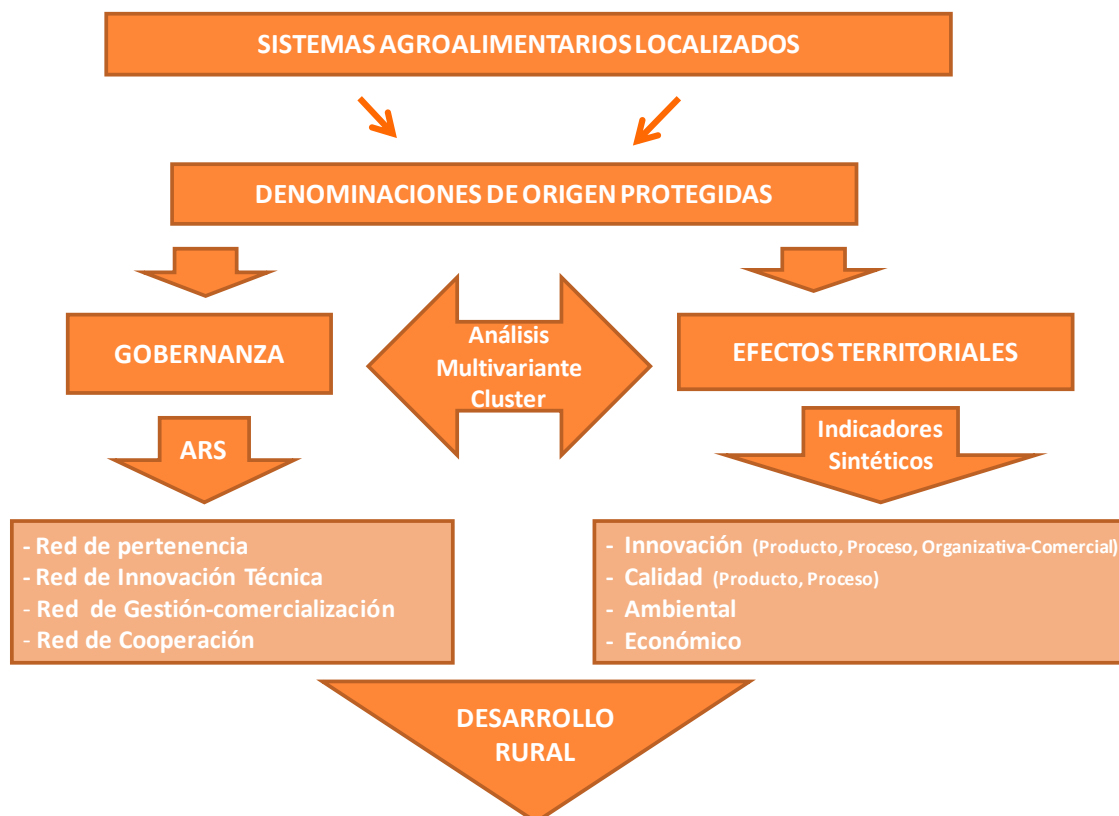 SISTEMAS AGROALIMENTARIOS LOCALIZADOS
DENOMINACIONES DE ORIGEN PROTEGIDAS
GOBERNANZA
Análisis
Multivariante
Cluster
EFECTOS TERRITORIALES
ARS
Indicadores
Sintéticos
- Red de pertenencia
- Red de Innovación Técnica
- Red de Gestión-comercialización
- Red de Cooperación
- Innovación (Producto, Proceso, Organizativa-Comercial)
- Calidad (Producto, Proceso)
- Ambiental
- Económico
DESARROLLO
RURAL